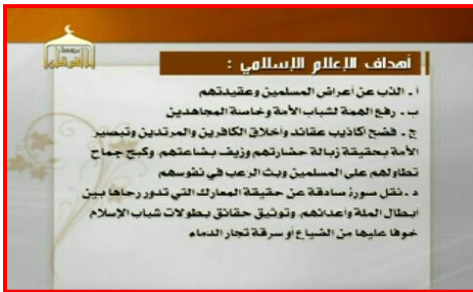 مؤسسة
الفرقان
أهداف الإعلام الإسلامي :
أ - الذب عن أعراض المسلمين وعقيدتهم
ب - رفع الهمة لشباب الأمة وخاصة المجاهدين
ج - فضح أكاذيب عقائد وأخلاق الكافرين والمرتدين وتبصير
الأمة بحقيقة زبالة حضارتهم وزيف بضاعتهم، وكبح جماح
تطاولهم على المسلمين وبث الرعب في نفوسهم
د - نقل صورة صادقة عن حقيقة المعارك التي تدور رحاها بين
أبطال الملة وأعدائهم، وتوثيق حقائق بطولات شباب الإسلام
خوفا عليها من الضياع أو سرقة تجار الدماء